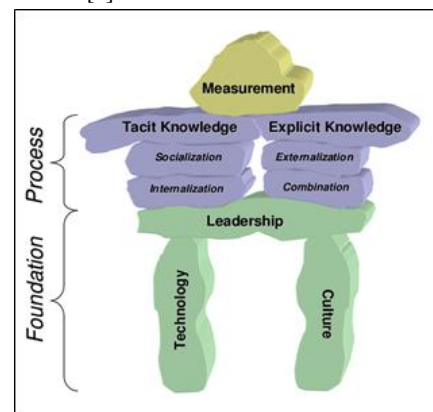 Measurement
Tacit Knowledge
Explicit Knowledge
Socialization
Externalization
Internalization
Combination
Leadership
Technology
Culture
Process
Foundation